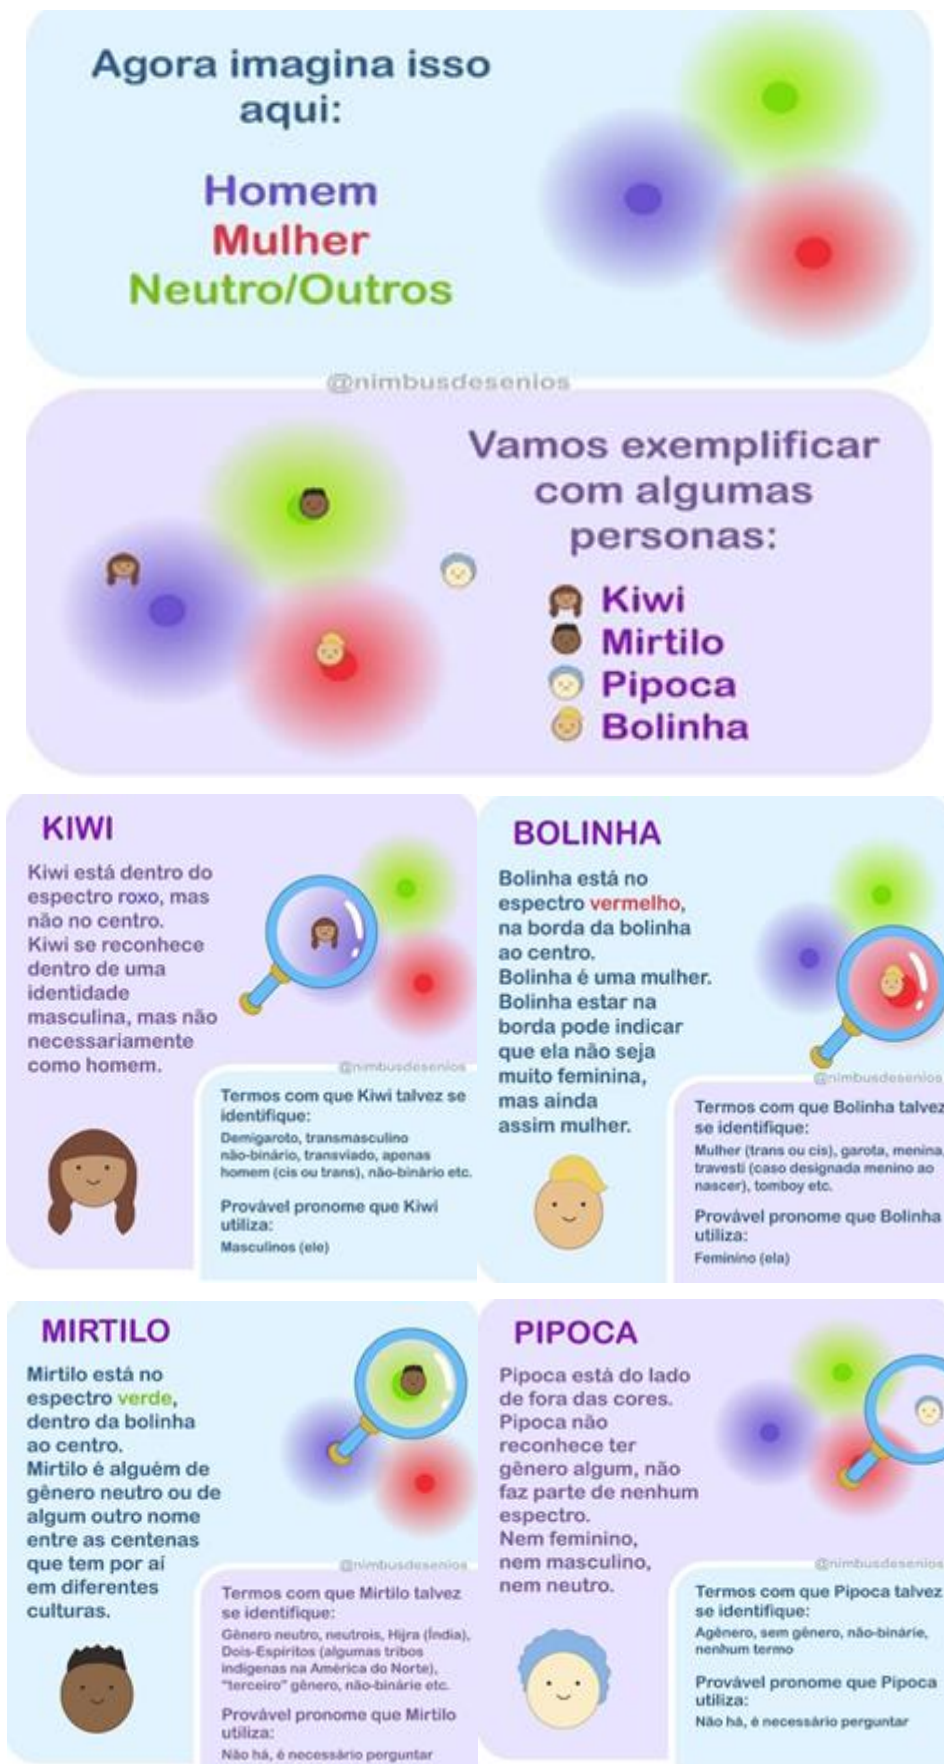 Agora imagina isso
aqui:
Homem
Mulher
Neutro/Outros
@nimbusdesenios
Vamos exemplificar
com algumas
personas:
Kiwi
Mirtilo
Pipoca
Bolinha
KIWI
Kiwi está dentro do
espectro roxo, mas
não no centro.
Kiwi se reconhece
dentro de uma
identidade
masculina, mas não
necessariamente
como homem.
@nimbusdesenios
Termos com que Kiwi talvez se
identifique:
Demigaroto, transmasculino
não-binário, transviado, apenas
homem (cis ou trans), não-binário etc.
Provável pronome que Kiwi
utiliza:
Masculinos (ele)
BOLINHA
Bolinha está no
espectro vermelho,
na borda da bolinha
ao centro.
Bolinha é uma mulher.
Bolinha estar na
borda pode indicar
que ela não seja
muito feminina,
mas ainda
assim mulher.
@nimbusdesenios
Termos com que Bolinha talvez
se identifique:
Mulher (trans ou cis), garota, menina,
travesti (caso designada menino ao
nascer), tomboy etc.
Provável pronome que Bolinha
utiliza:
Feminino (ela)
MIRTILO
Mirtilo está no
espectro verde,
dentro da bolinha
ao centro.
Mirtilo é alguém de
gênero neutro ou de
algum outro nome
entre as centenas
que tem por aí
em diferentes
culturas.
@nimbusdesenios
Termos com que Mirtilo talvez
se identifique:
Gênero neutro, neutrois, Hijra (Índia),
Dois-Espíritos (algumas tribos
indígenas na América do Norte),
"terceiro" gênero, não-binárie etc.
Provável pronome que Mirtilo
utiliza:
Não há, é necessário perguntar
PIPOCA
Pipoca está do lado
de fora das cores.
Pipoca não
reconhece ter
gênero algum, não
faz parte de nenhum
espectro.
Nem feminino,
nem masculino,
nem neutro.
@nimbusdesenios
Termos com que Pipoca talvez
se identifique:
Agênero, sem gênero, não-binárie,
nenhum termo
Provável pronome que Pipoca
utiliza:
Não há, é necessário perguntar